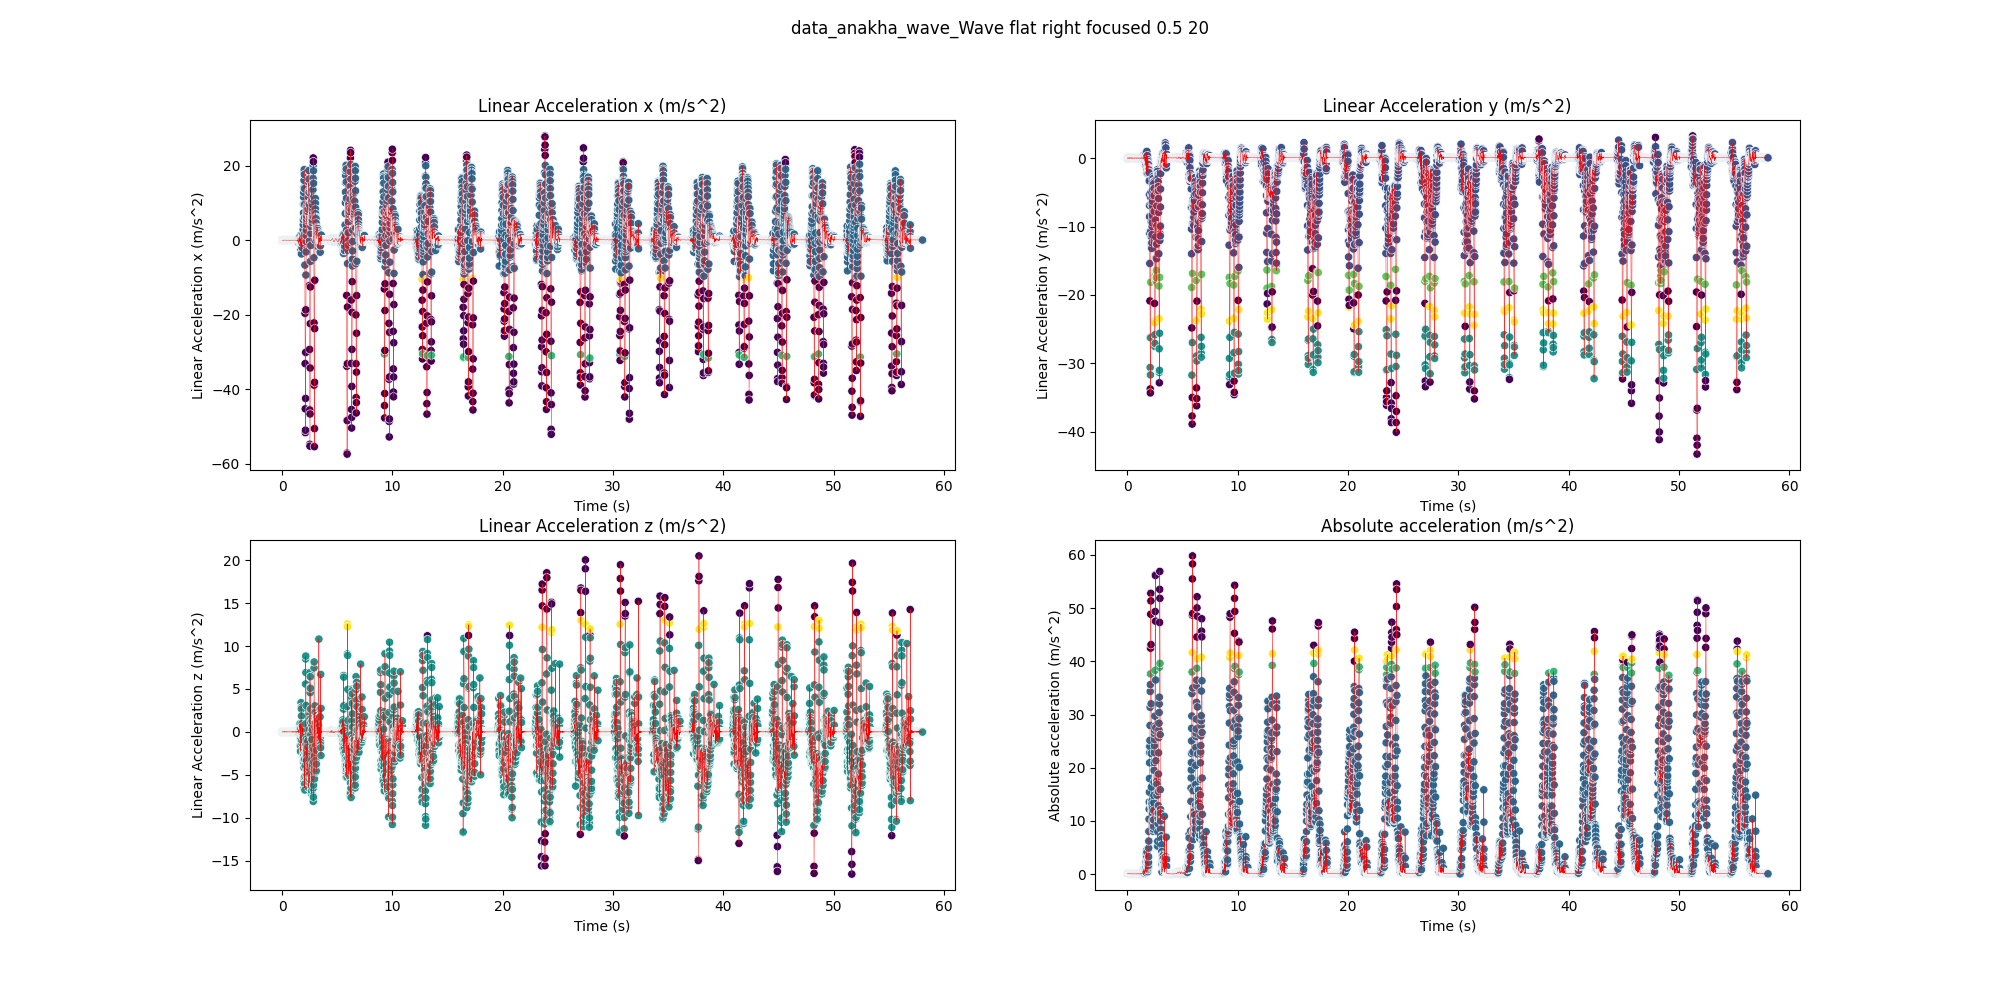 data_anakha_wave_Wave flat right focused 0.5 20
Linear Acceleration x (m/s^2)
Linear Acceleration x (m/s^2)
20
0
−20
−40
−60
0 10 20 30 40 50 60
Time (s)
Linear Acceleration y (m/s^2)
Linear Acceleration y (m/s^2)
0
−10
−20
−30
−40
0 10 20 30 40 50 60
Time (s)
Linear Acceleration z (m/s^2)
Linear Acceleration z (m/s^2)
20
15
10
5
0
−5
−10
−15
0 10 20 30 40 50 60
Time (s)
Absolute acceleration (m/s^2)
Absolute acceleration (m/s^2)
60
50
40
30
20
10
0
0 10 20 30 40 50 60
Time (s)